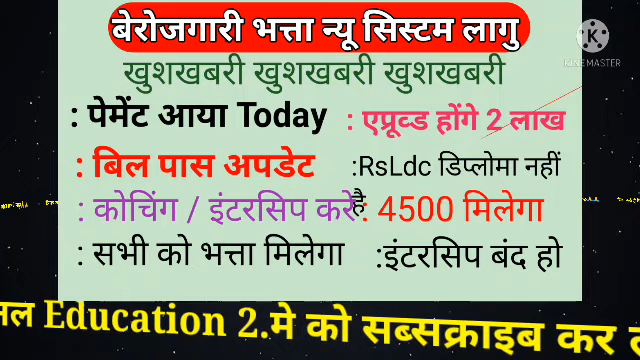 बेरोजगारी भत्ता न्यू सिस्टम लागु
खुशखबरी खुशखबरी खुशखबरी
: पेमेंट आया Today
: एप्रूव्ड होंगे 2 लाख
: बिल पास अपडेट
:RsLdc डिप्लोमा नहीं है
: कोचिंग / इंटरसिप करे
: 4500 मिलेगा
: सभी को भत्ता मिलेगा
:इंटरसिप बंद हो
Education 2.मे को सब्सक्राइब कर
K
KINEMASTER